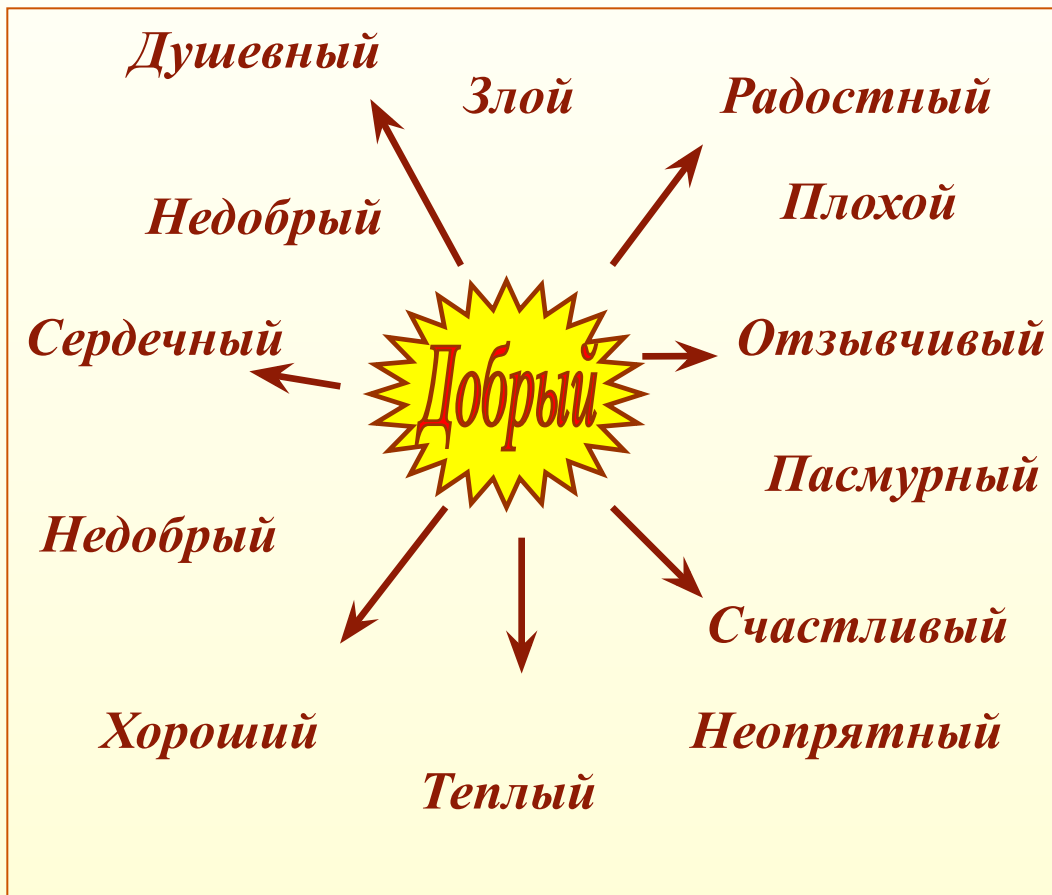 Душевный
Злой
Радостный
Недобрый
Плохой
Сердечный
Отзывчивый
Добрый
Пасмурный
Недобрый
Счастливый
Хороший
Неопрятный
Теплый